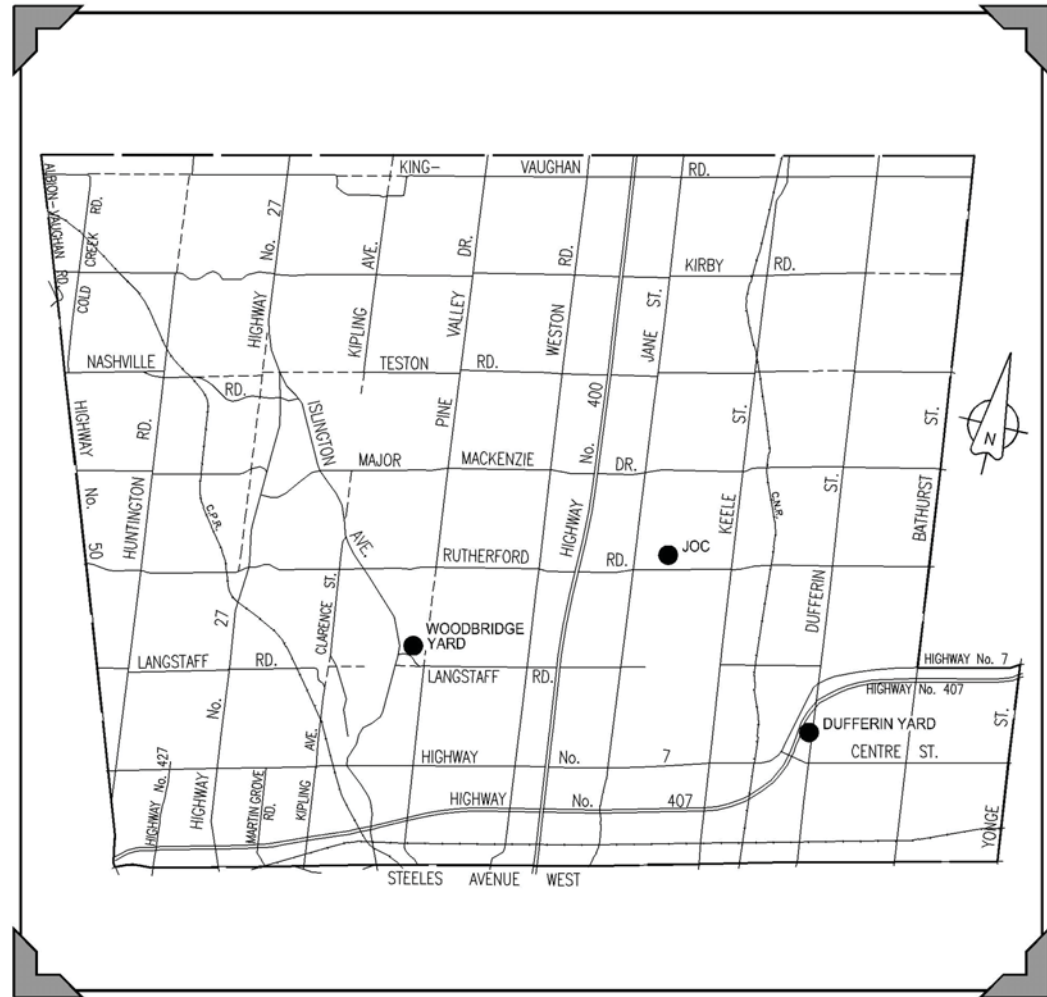 KING- VAUGHAN RD.
ALBION-VAUGHAN RD.
COLD CREEK RD.
HIGHWAY No. 27
KIPLING AVE.
PINE VALLEY DR.
WESTON RD.
KIRBY RD.
JANE ST.
NASHVILLE RD.
TESTON RD.
HIGHWAY No. 50
HUNTINGTON RD.
C.P.R.
ISLINGTON AVE.
HIGHWAY No. 400
MAJOR MACKENZIE DR.
KEELE ST.
C.N.R.
DUFFERIN ST.
BATHURST ST.
N
JOC
RUTHERFORD RD.
CLARENCE ST.
WOODBRIDGE
YARD
LANGSTAFF RD.
LANGSTAFF RD.
HIGHWAY No. 7
HIGHWAY No. 407
DUFFERIN YARD
CENTRE ST.
HIGHWAY No. 7
HIGHWAY No. 427
HIGHWAY No. 27
MARTIN GROVE
RD.
KIPLING AVE.
HIGHWAY No. 407
YONGE ST.
STEELES AVENUE WEST